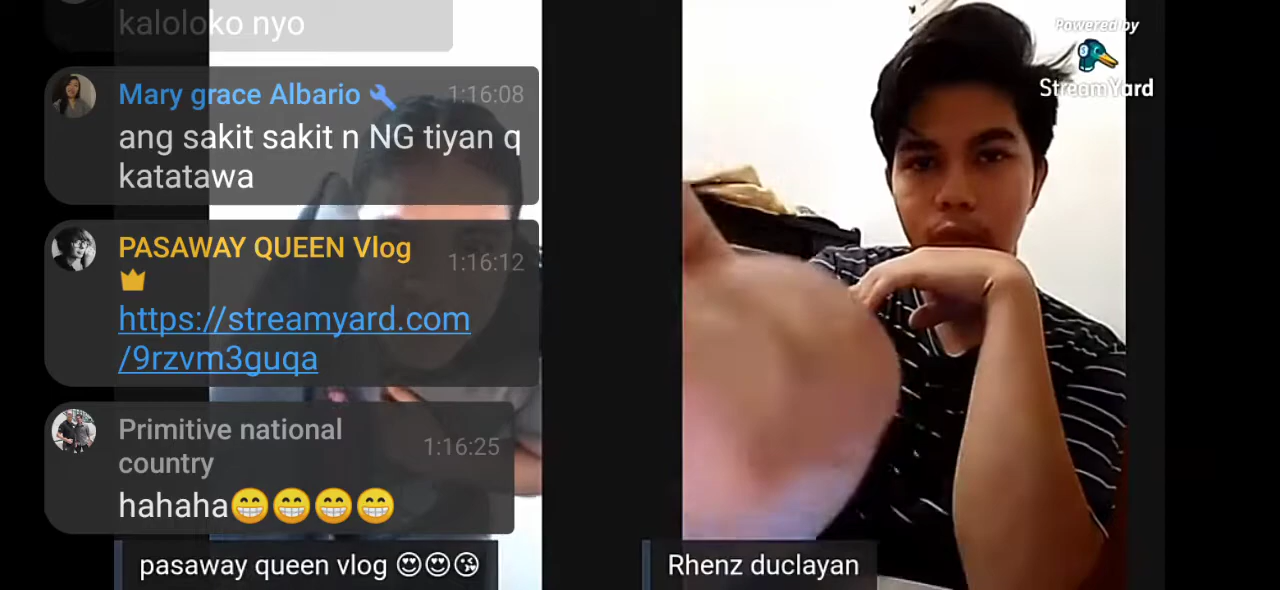 kaloloko nyo
Mary grace Albario 1:16:08
ang sakit sakit n NG tiyan q
katatawa
PASAWAY QUEEN Vlog
1:16:12
https://streamyard.com
/9rzvm3guqa
Primitive national
country
1:16:25
hahaha😁😁😁😁
pasaway queen vlog 😍😍😘
Powered by
StreamYard
Rhenz duclayan